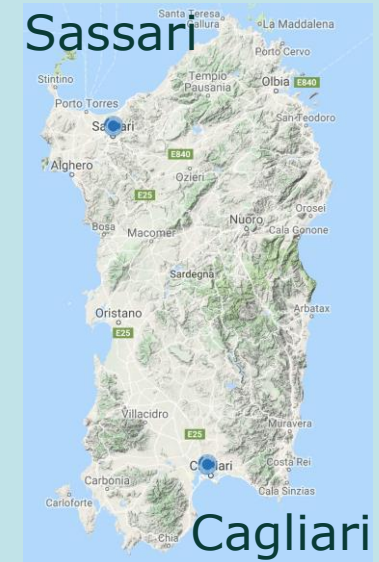 Sassari
Santa Teresa
Gallura
La Maddalena
Porto Cervo
Stintino
Tempio
Pausania
Olbia
E840
Porto Torres
San Teodoro
Sassari
E840
Alghero
Ozieri
E25
Orosei
Nuoro
Bosa
Macomer
Cala Gonone
Sardegna
Oristano
Arbatax
E25
Villacidro
Muravera
E25
Cagliari
Costa Rei
Carbonia
Cala Sinzias
Carloforte
Chia
Cagliari